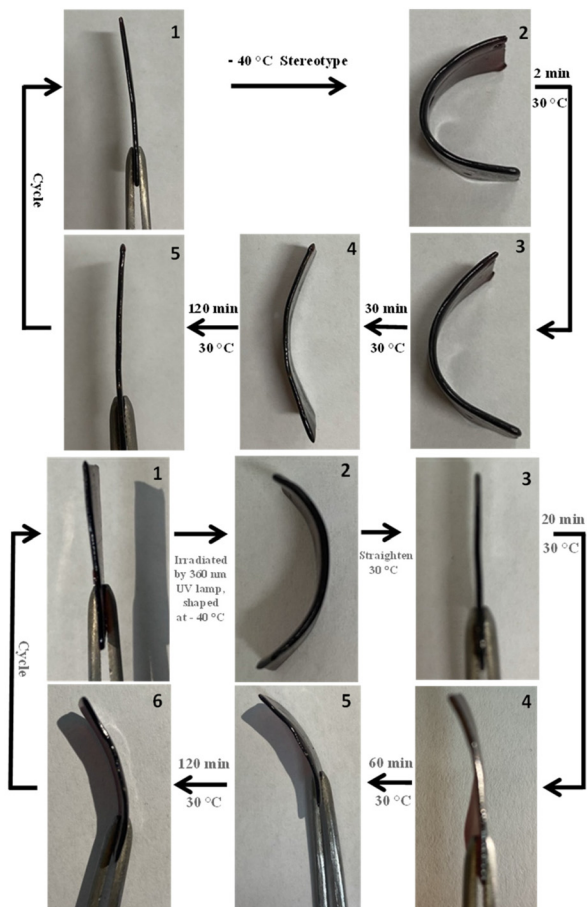 1
- 40 °C Stereotype
2
2 min
30 °C
Cycle
5
120 min
30 °C
4
30 min
30 °C
3
1
Irradiated
by 360 nm
UV lamp,
shaped
at - 40 °C
2
Straighten
30 °C
3
20 min
30 °C
Cycle
6
120 min
30 °C
5
60 min
30 °C
4